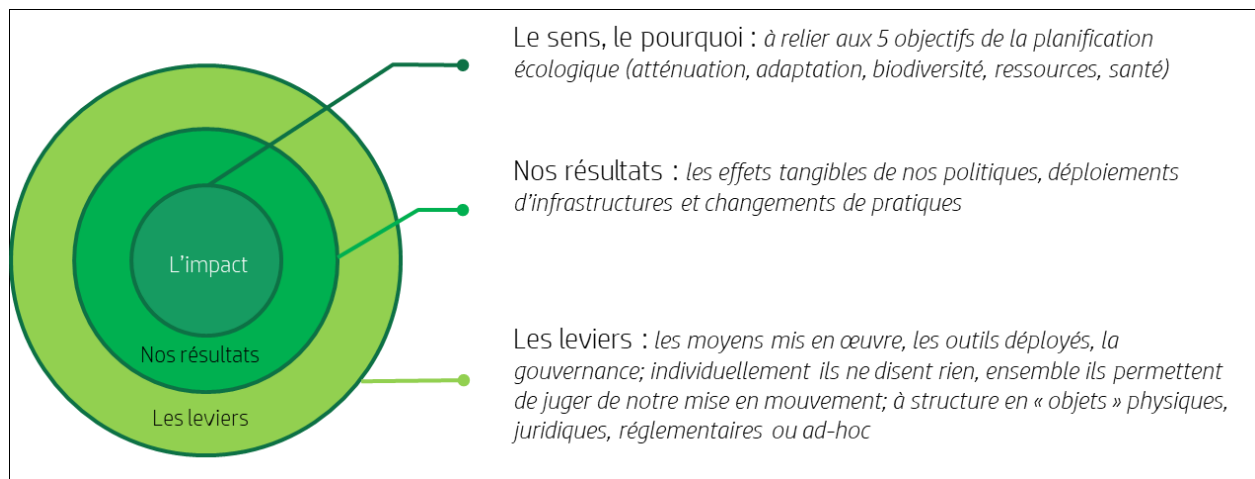 Le sens, le pourquoi : à relier aux 5 objectifs de la planification
écologique (atténuation, adaptation, biodiversité, ressources, santé)
Nos résultats : les effets tangibles de nos politiques, déploiements
d'infrastructures et changements de pratiques
L'impact
Nos résultats
Les leviers
Les leviers : les moyens mis en œuvre, les outils déployés, la
gouvernance; individuellement ils ne disent rien, ensemble ils permettent
de juger de notre mise en mouvement; à structure en « objets » physiques,
juridiques, réglementaires ou ad-hoc